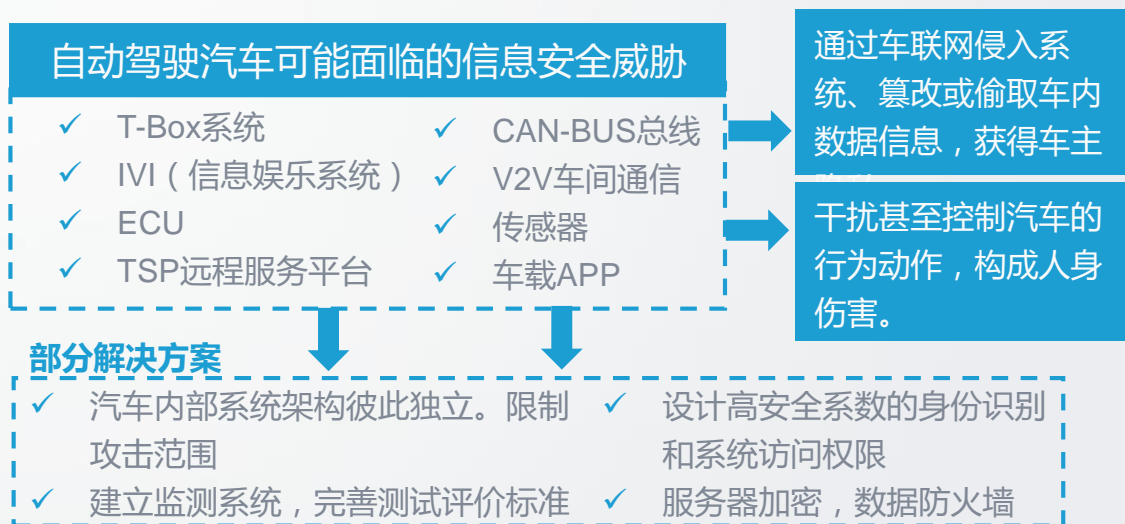 自动驾驶汽车可能面临的信息安全威胁
T-Box系统
IVI（信息娱乐系统）
ECU
TSP远程服务平台
CAN-BUS总线
V2V车间通信
传感器
车载APP
通过车联网侵入系
统、篡改或偷取车内
数据信息，获得车主
干扰甚至控制汽车的
行为动作，构成人身
伤害。
部分解决方案
汽车内部系统架构彼此独立。限制
攻击范围
建立监测系统，完善测试评价标准
设计高安全系数的身份识别
和系统访问权限
服务器加密，数据防火墙